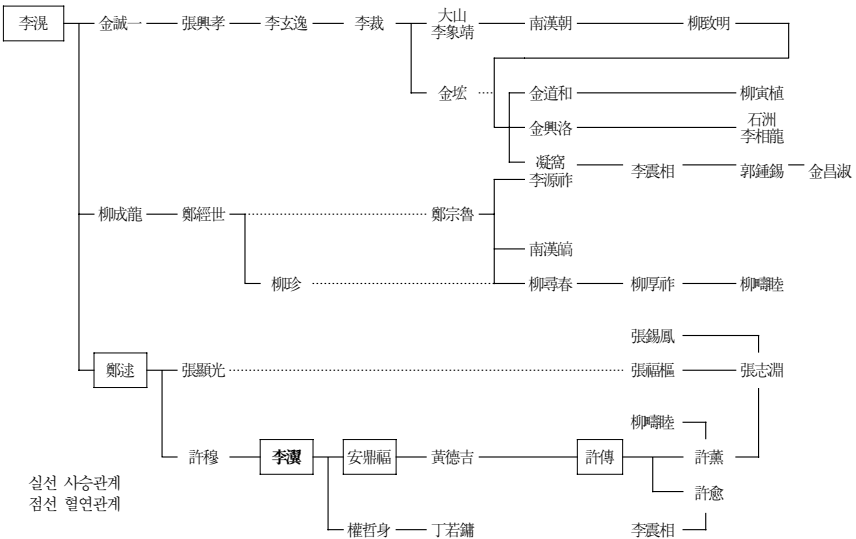 李滉 金誠一 張興孝 李玄逸 李裁 大山 南漢朝 柳致明
李象靖
金㙆 金道和 柳寅植
金興洛 石洲
李相龍
凝窩 李震相 郭鍾錫 金昌淑
李源祚
柳成龍 鄭經世 鄭宗魯
南漢皜
柳袗 柳尋春 柳厚祚 柳疇睦
張錫鳳
鄭逑 張顯光 張福樞 張志淵
柳疇睦
許穆 李瀷 安鼎福 黃德吉 許傳 許薰
실선 사승관계
점선 혈연관계
許愈
權哲身 丁若鏞 李震相